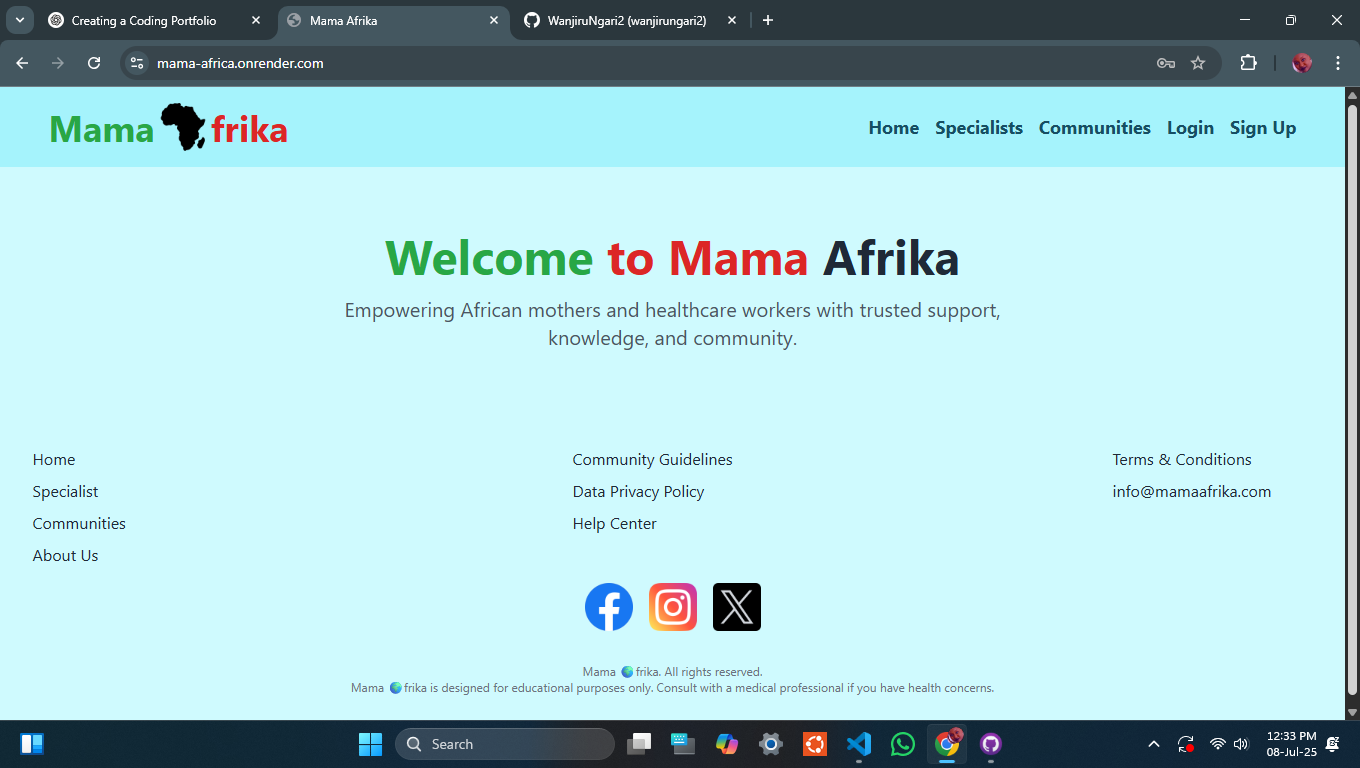 Creating a Coding Portfolio
Mama Afrika
WanjiruNgari2 (wanjirungari2)
mama-africa.onrender.com
Mama frika
Home Specialists Communities Login Sign Up
Welcome to Mama Afrika
Empowering African mothers and healthcare workers with trusted support,
knowledge, and community.
Home
Specialist
Communities
About Us
Community Guidelines
Data Privacy Policy
Help Center
Terms & Conditions
info@mamaafrika.com
Mama 🌍frika. All rights reserved.
Mama 🌍frika is designed for educational purposes only. Consult with a medical professional if you have health concerns.
Search
12:33 PM
08-Jul-25